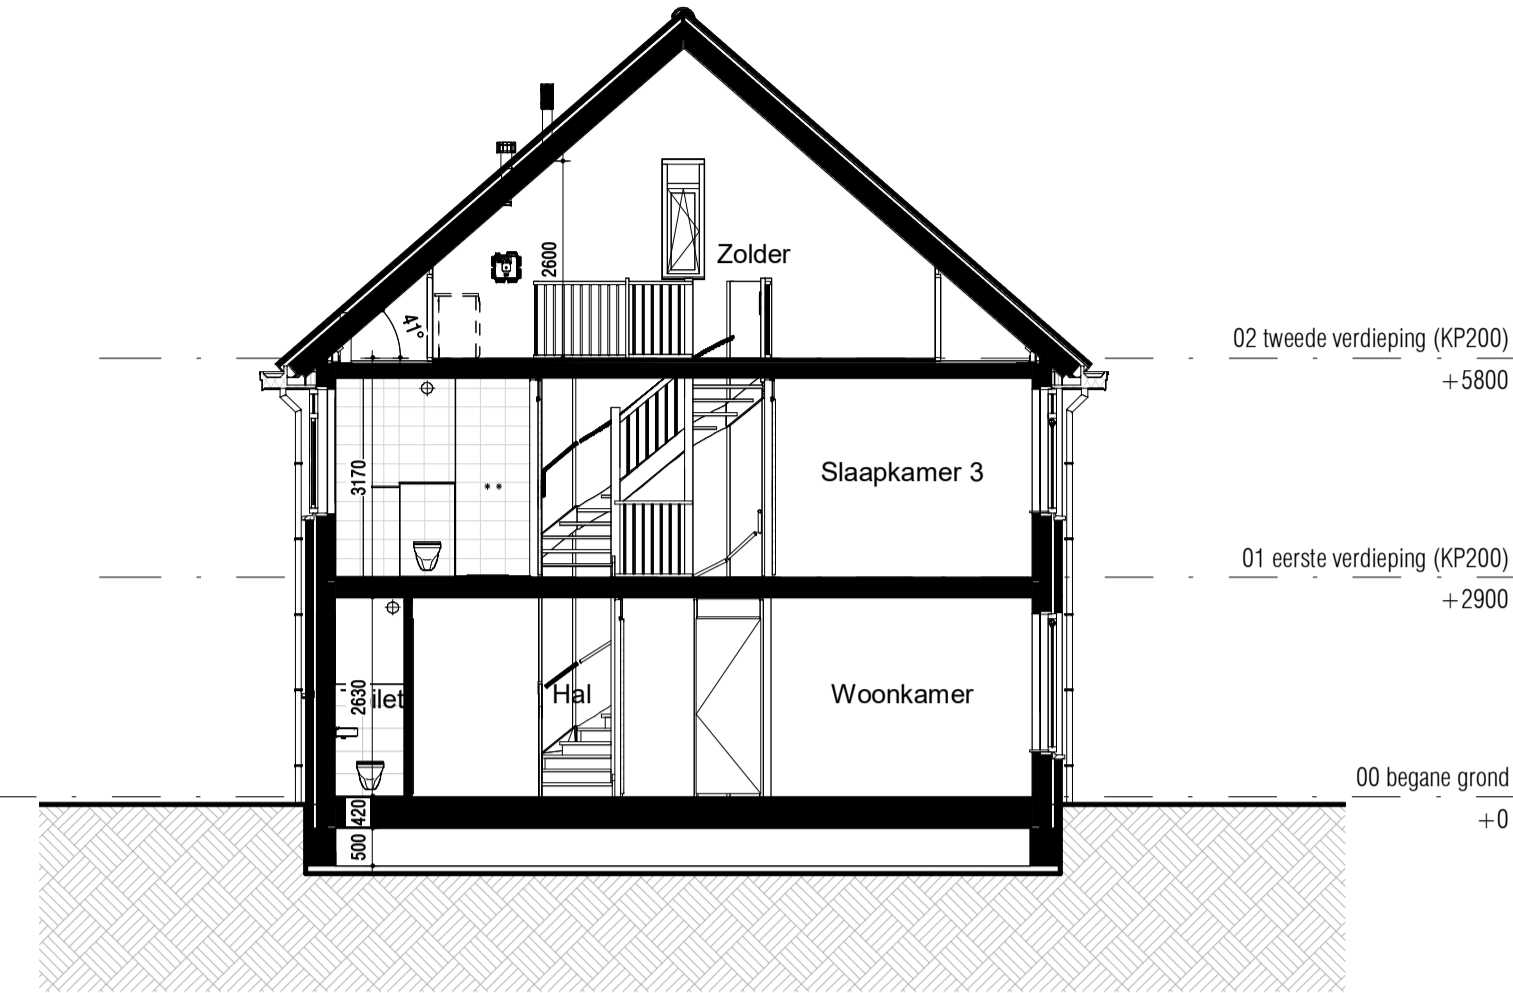 2600
Zolder
41°
02 tweede verdieping (KP200)
+5800
3170
Slaapkamer 3
01 eerste verdieping (KP200)
+2900
2630
ilet
Hal
Woonkamer
00 begane grond
+0
420
500